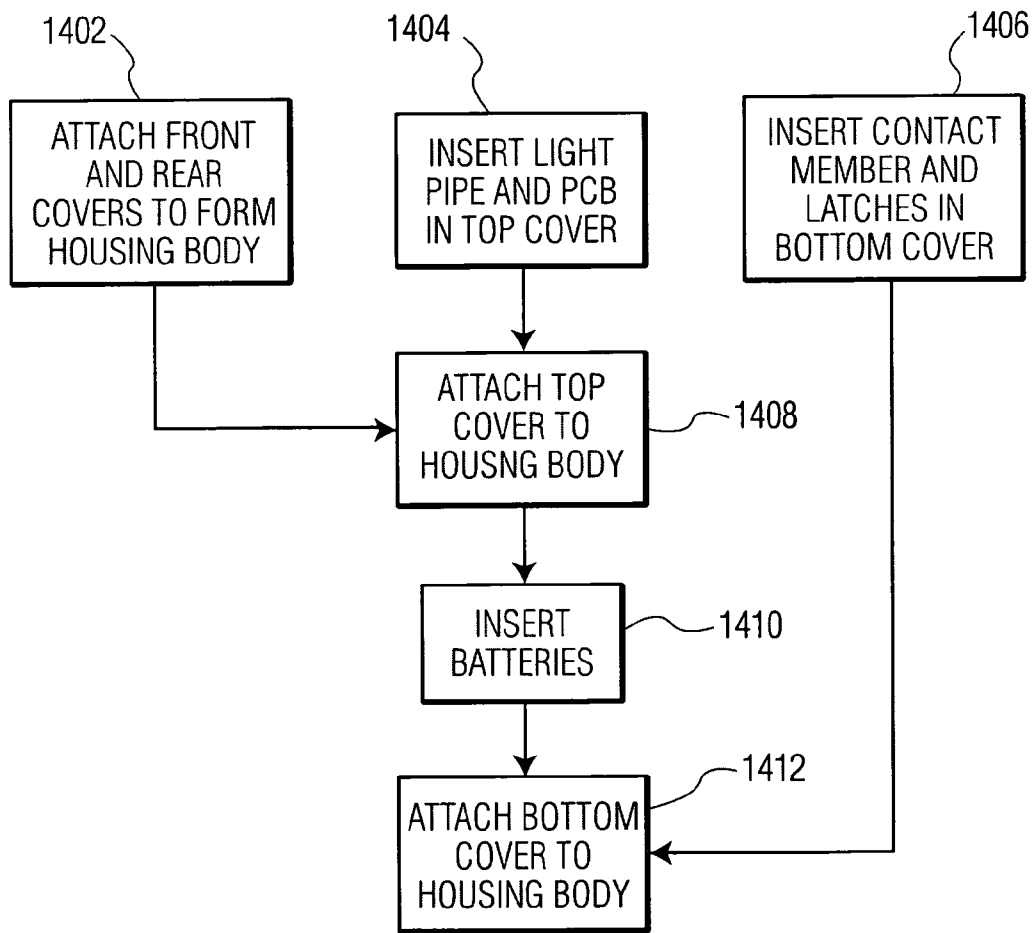 1402
ATTACH FRONT
AND REAR
COVERS TO FORM
HOUSING BODY
1404
INSERT LIGHT
PIPE AND PCB
IN TOP COVER
1406
INSERT CONTACT
MEMBER AND
LATCHES IN
BOTTOM COVER
ATTACH TOP
COVER TO
HOUSNG BODY
1408
INSERT
BATTERIES
1410
ATTACH BOTTOM
COVER TO
HOUSING BODY
1412